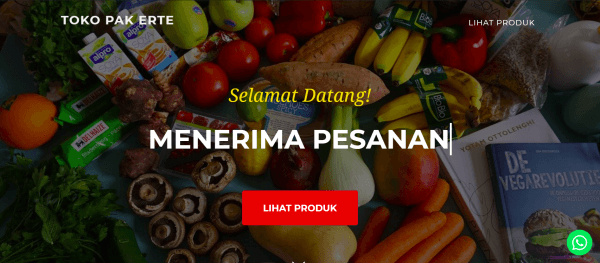 TOKO PAK ERTE
LIHAT PRODUK
alpro
alpro
Selamat Datang!
MENERIMA PESANAN
YOTAM OTTOLENGHI
DE
VEGAREVOLUTIE
LIHAT PRODUK